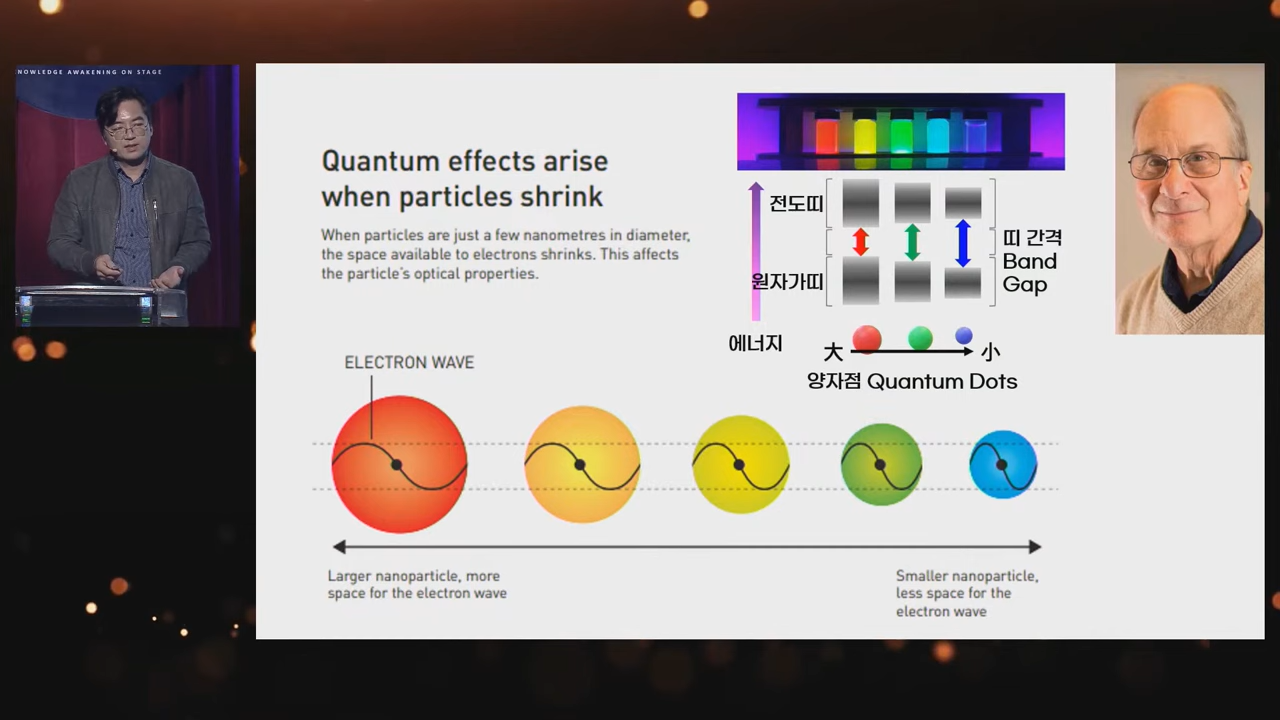 NOWLEDGE AWAKENING ON STAGE
Quantum effects arise
when particles shrink
When particles are just a few nanometres in diameter,
the space available to electrons shrinks. This affects
the particle's optical properties.
전도띠
원자가띠
띠 간격
Band
Gap
에너지
大
小
양자점 Quantum Dots
ELECTRON WAVE
Larger nanoparticle, more
space for the electron wave
Smaller nanoparticle,
less space for the
electron wave